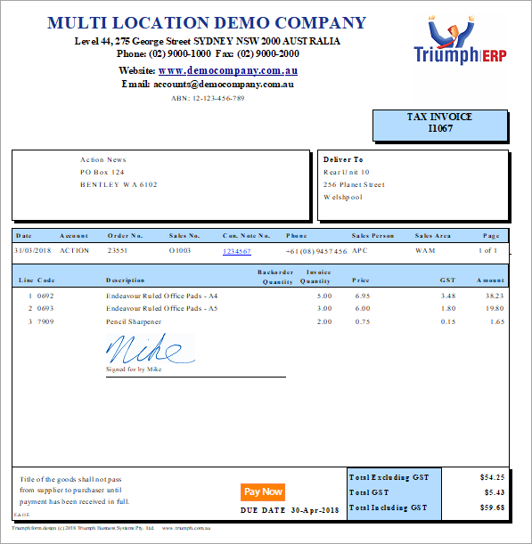 MULTI LOCATION DEMO COMPANY
Level 44, 275 George Street SYDNEY NSW 2000 AUSTRALIA
Phone: (02) 9000-1000 Fax: (02) 9000-2000
Website: www.democompany.com.au
Email: accounts@democompany.com.au
ABN: 12-123-456-789
Triumph ERP
TAX INVOICE
I1067
Action News
PO Box 124
BENTLEY WA 6102
Deliver To
Rear Unit 10
256 Planet Street
Welshpool
Date Account Order No. Sales No. Con. Note No. Phone Sales Person Sales Area Page
31/03/2018 ACTION 23551 O1003 1234567 +61(08)9457456 APC WAM 1 of 1
Line Code Description Backorder Quantity Invoice Quantity Price GST Amount
1 0692 Endeavour Ruled Office Pads - A4 5.00 6.95 3.48 38.23
2 0693 Endeavour Ruled Office Pads - A5 3.00 6.00 1.80 19.80
3 7909 Pencil Sharpener 2.00 0.75 0.15 1.65
Mike
Signed for by Mike
Title of the goods shall not pass
from supplier to purchaser until
payment has been received in full.
E.&O.E.
Pay Now
DUE DATE 30-Apr-2018
Total Excluding GST $54.25
Total GST $5.43
Total Including GST $59.68
Triumph form design (c) 2018 Triumph Business Systems Pty. Ltd. www.triumph.com.au